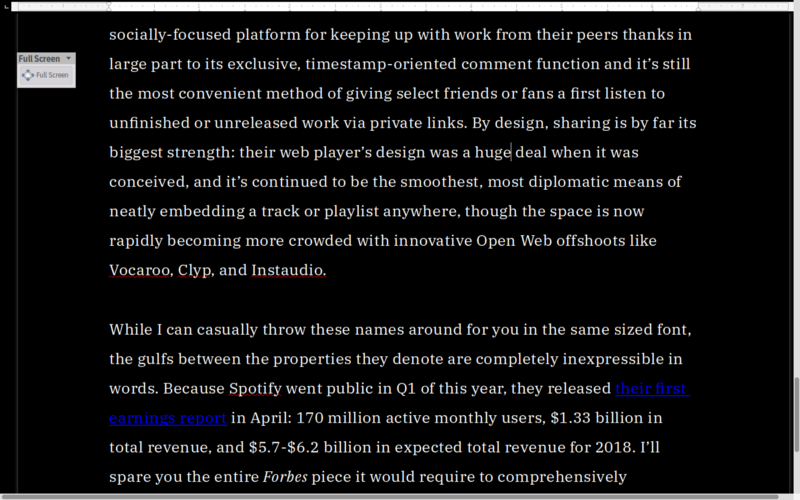 socially-focused platform for keeping up with work from their peers thanks in
Full Screen
large part to its exclusive, timestamp-oriented comment function and it’s still
Full Screen
the most convenient method of giving select friends or fans a first listen to
unfinished or unreleased work via private links. By design, sharing is by far its
biggest strength: their web player’s design was a huge deal when it was
conceived, and it’s continued to be the smoothest, most diplomatic means of
neatly embedding a track or playlist anywhere, though the space is now
rapidly becoming more crowded with innovative Open Web offshoots like
Vocaroo, Clyp, and Instaudio.
While I can casually throw these names around for you in the same sized font,
the gulfs between the properties they denote are completely inexpressible in
words. Because Spotify went public in Q1 of this year, they released their first
earnings report in April: 170 million active monthly users, $1.33 billion in
total revenue, and $5.7-$6.2 billion in expected total revenue for 2018. I’ll
spare you the entire Forbes piece it would require to comprehensively